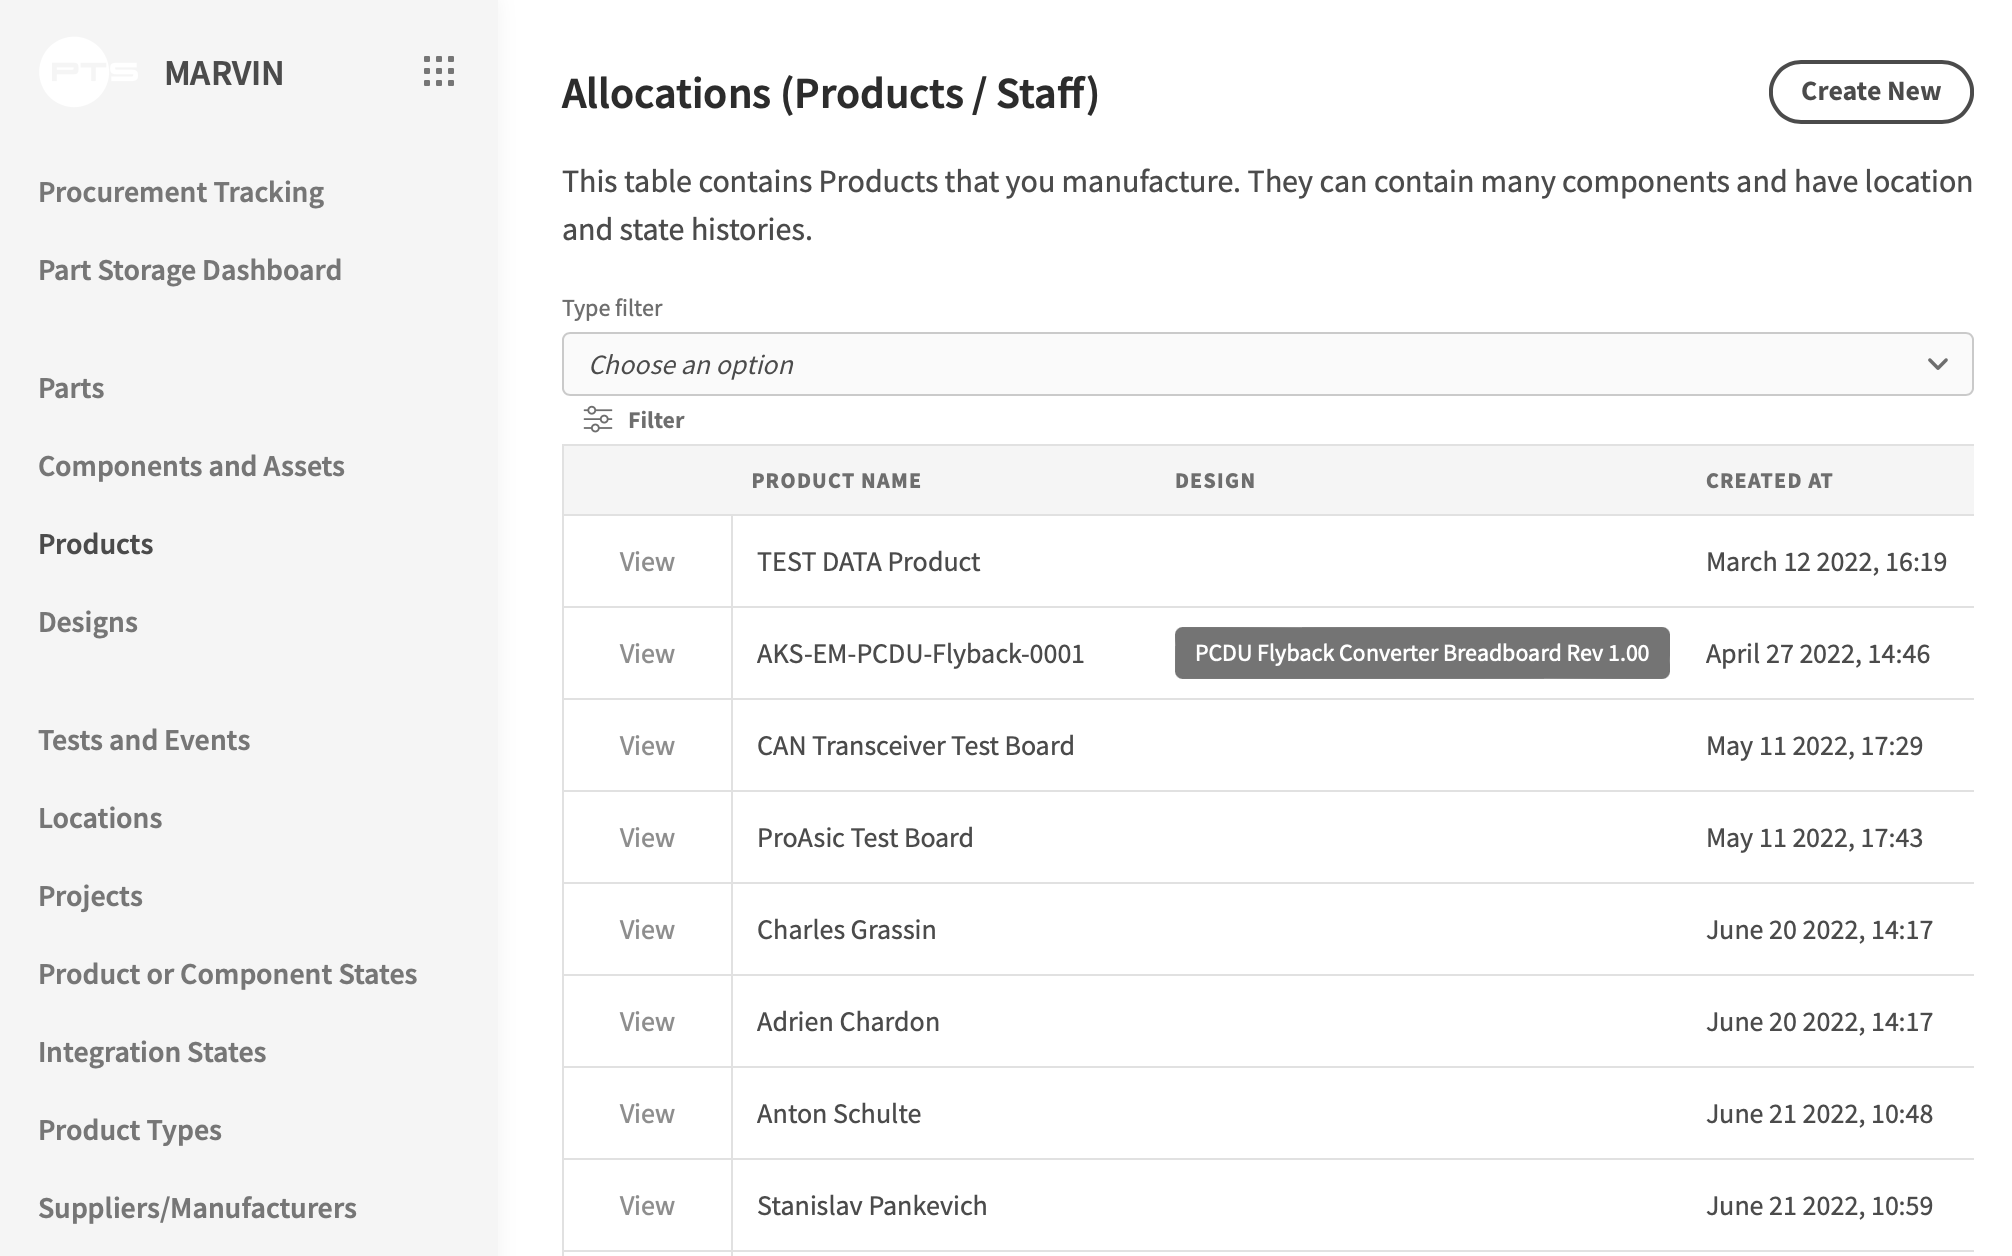 PTS MARVIN
Procurement Tracking
Part Storage Dashboard
Parts
Components and Assets
Products
Designs
Tests and Events
Locations
Projects
Product or Component States
Integration States
Product Types
Suppliers/Manufacturers
Allocations (Products / Staff)
Create New
This table contains Products that you manufacture. They can contain many components and have location
and state histories.
Type filter
Choose an option
Filter
PRODUCT NAME DESIGN CREATED AT
View TEST DATA Product March 12 2022, 16:19
View AKS-EM-PCDU-Flyback-0001 PCDU Flyback Converter Breadboard Rev 1.00 April 27 2022, 14:46
View CAN Transceiver Test Board May 11 2022, 17:29
View ProAsic Test Board May 11 2022, 17:43
View Charles Grassin June 20 2022, 14:17
View Adrien Chardon June 20 2022, 14:17
View Anton Schulte June 21 2022, 10:48
View Stanislav Pankevich June 21 2022, 10:59